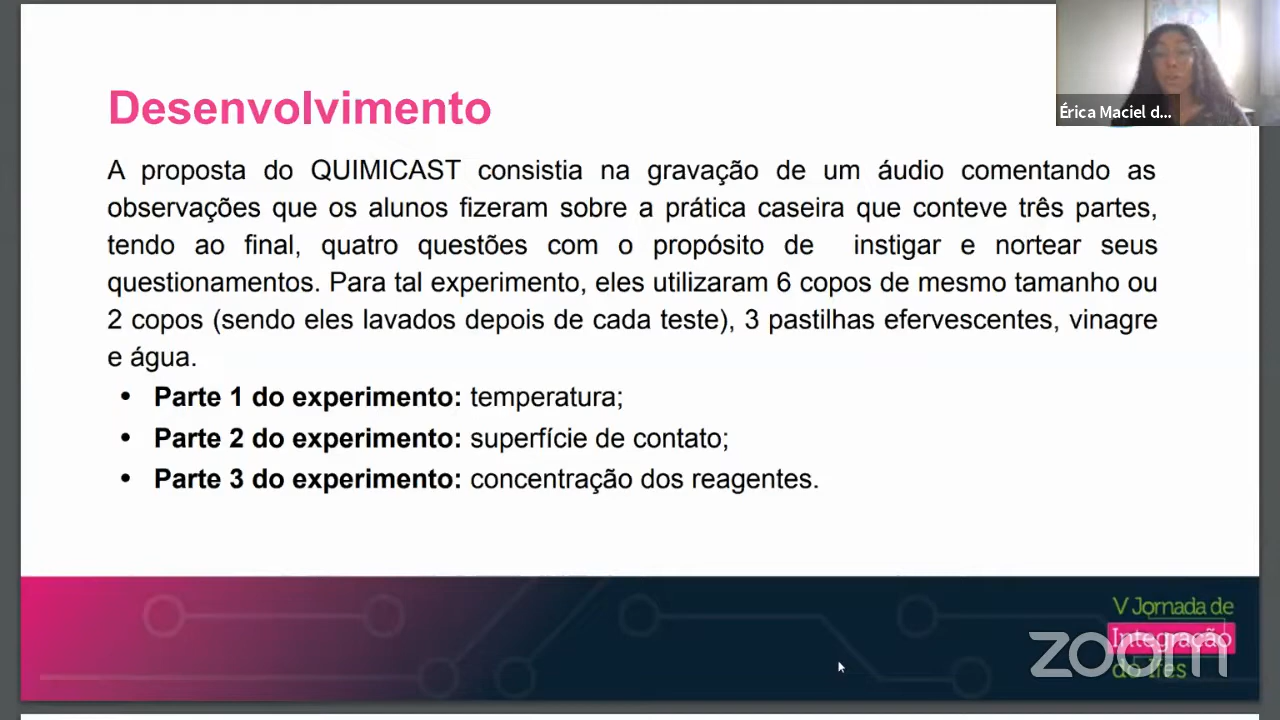 Desenvolvimento
Érica Maciel d...
A proposta do QUIMICAST consistia na gravação de um áudio comentando as
observações que os alunos fizeram sobre a prática caseira que conteve três partes,
tendo ao final, quatro questões com o propósito de instigar e nortear seus
questionamentos. Para tal experimento, eles utilizaram 6 copos de mesmo tamanho ou
2 copos (sendo eles lavados depois de cada teste), 3 pastilhas efervescentes, vinagre
e água.
• Parte 1 do experimento: temperatura;
• Parte 2 do experimento: superfície de contato;
• Parte 3 do experimento: concentração dos reagentes.
V Jornada de
Integração
do Ifes
zoom